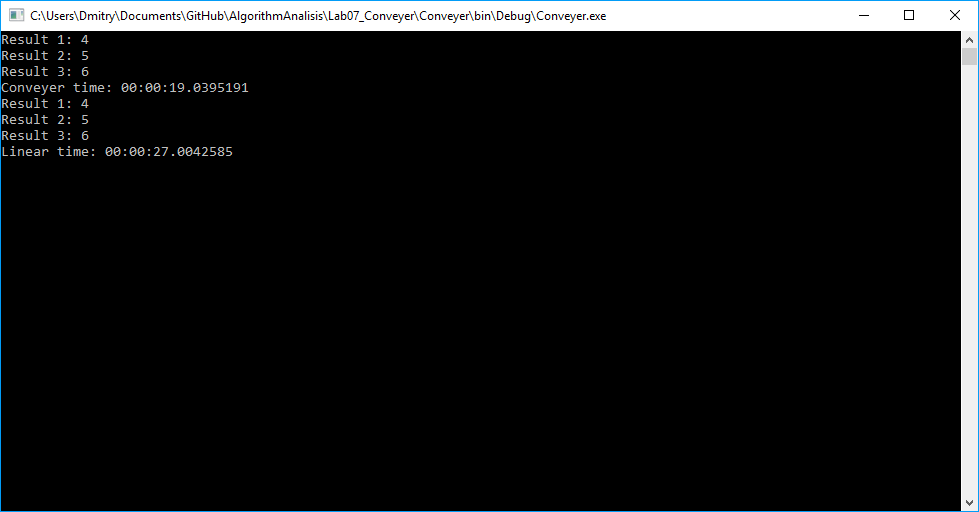 C:\Users\Dmitry\Documents\GitHub\AlgorithmAnalisis\Lab07_Conveyer\Conveyer\bin\Debug\Conveyer.exe
Result 1: 4
Result 2: 5
Result 3: 6
Conveyer time: 00:00:19.0395191
Result 1: 4
Result 2: 5
Result 3: 6
Linear time: 00:00:27.0042585